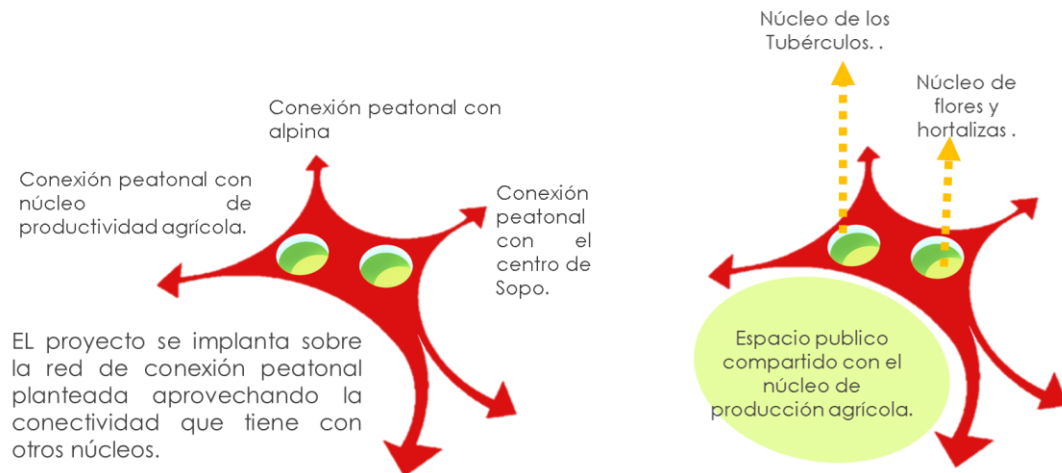 Conexión peatonal con
alpina
Conexión peatonal con
núcleo de
productividad agrícola.
Conexión
peatonal
con el
centro de
Sopo.
EL proyecto se implanta sobre
la red de conexión peatonal
planteada aprovechando la
conectividad que tiene con
otros núcleos.
Núcleo de los
Tubérculos. .
Núcleo de
flores y
hortalizas .
Espacio publico
compartido con el
núcleo de
producción agrícola.